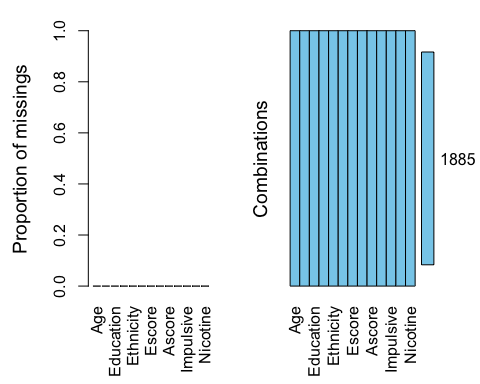 Proportion of missings
1.0
0.8
0.6
0.4
0.2
0.0
Age
Education
Ethnicity
Escore
Ascore
Impulsive
Nicotine
Combinations
1885
Age
Education
Ethnicity
Escore
Ascore
Impulsive
Nicotine